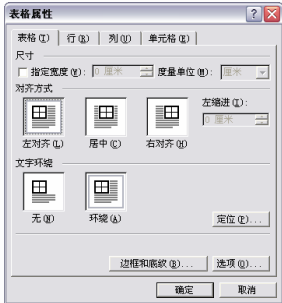 表格属性
表格(T) 行(R) 列(U) 单元格(E)
尺寸
指定宽度(W): 0 厘米 度量单位(M): 厘米
对齐方式
左缩进(I):
0 厘米
左对齐(L) 居中(C) 右对齐(H)
文字环绕
无(N) 环绕(A) 定位(P)...
边框和底纹(B)... 选项(O)...
确定 取消